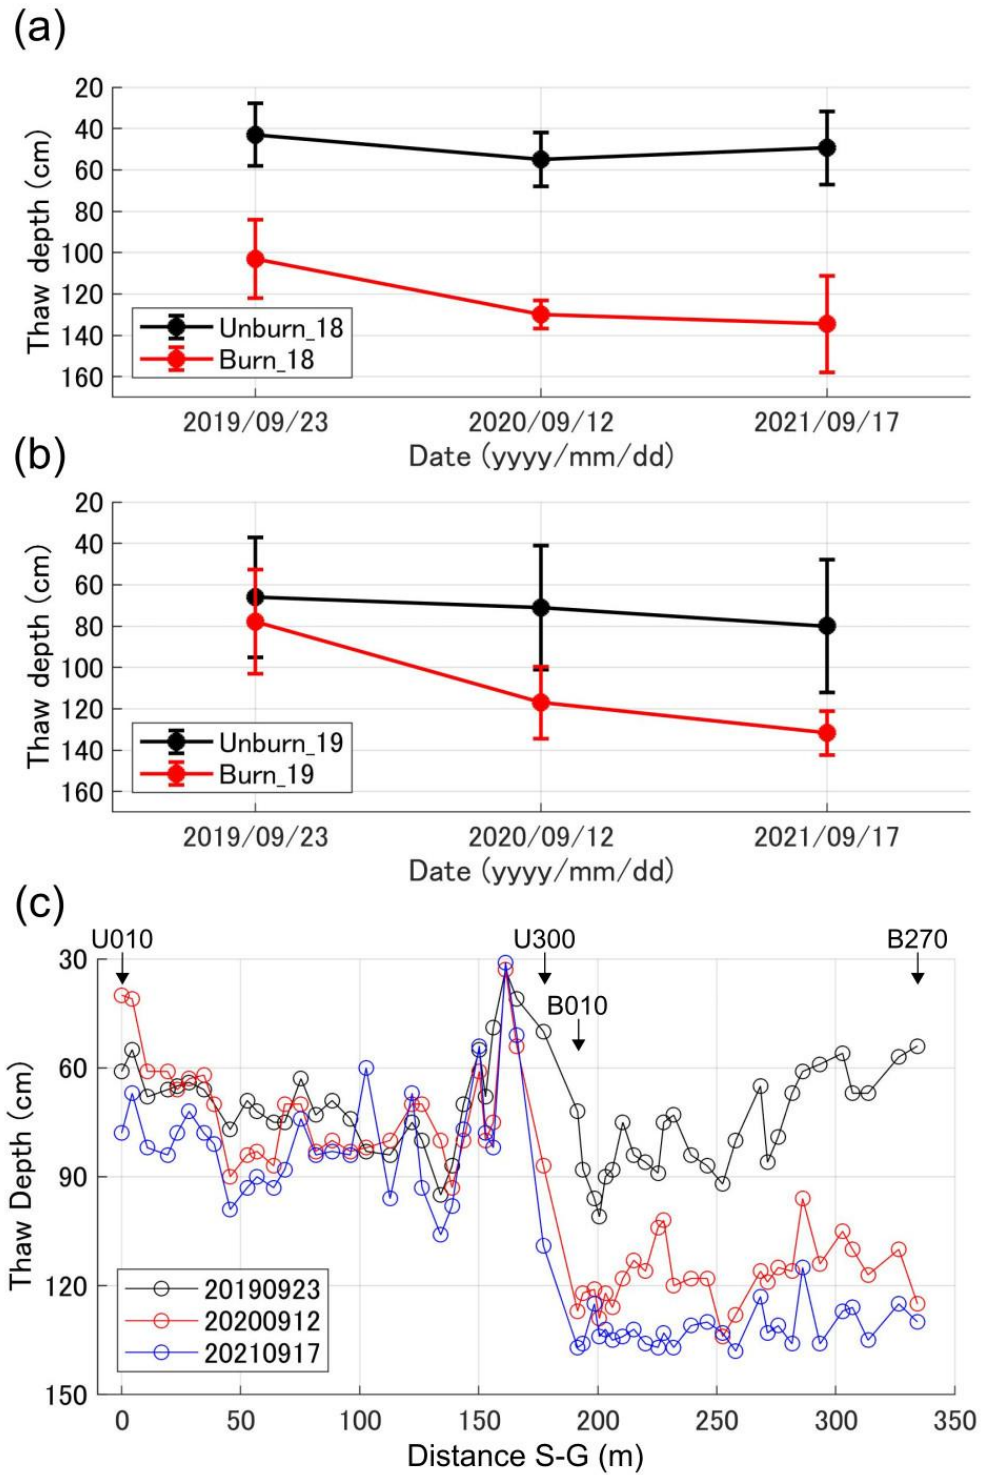 (a)
20
40
60
80
100
120
140
160
Thaw depth (cm)
Unburn_18
Burn_18
2019/09/23 2020/09/12 2021/09/17
Date (yyyy/mm/dd)
(b)
20
40
60
80
100
120
140
160
Thaw depth (cm)
Unburn_19
Burn_19
2019/09/23 2020/09/12 2021/09/17
Date (yyyy/mm/dd)
(c)
U010 U300 B270
B010
30
60
90
120
150
Thaw Depth (cm)
20190923
20200912
20210917
0 50 100 150 200 250 300 350
Distance S-G (m)